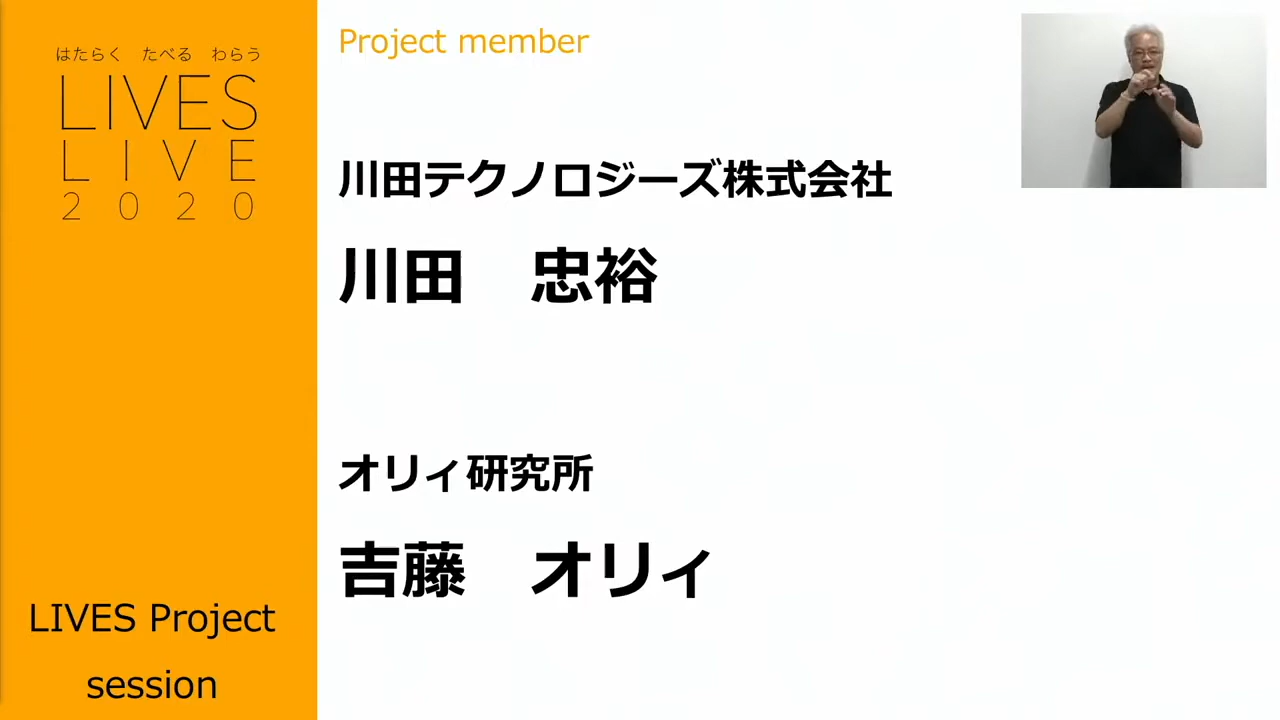 はたらく　たべる　わらう
LIVES
LIVE
2020
LIVES Project
session
Project member
川田テクノロジーズ株式会社
川田　忠裕
オリィ研究所
吉藤　オリィ